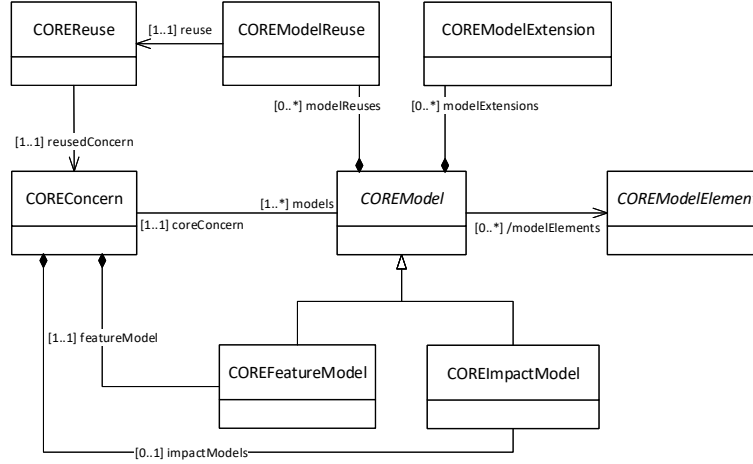 COREReuse
[1..1] reuse
COREModelReuse
COREModelExtension
[0..*] modelReuses
[0..*] modelExtensions
[1..1] reusedConcern
COREConcern
[1..*] models
[1..1] coreConcern
COREModel
[0..*] /modelElements
COREModelElemen
[1..1] featureModel
COREFeatureModel
COREImpactModel
[0..1] impactModels